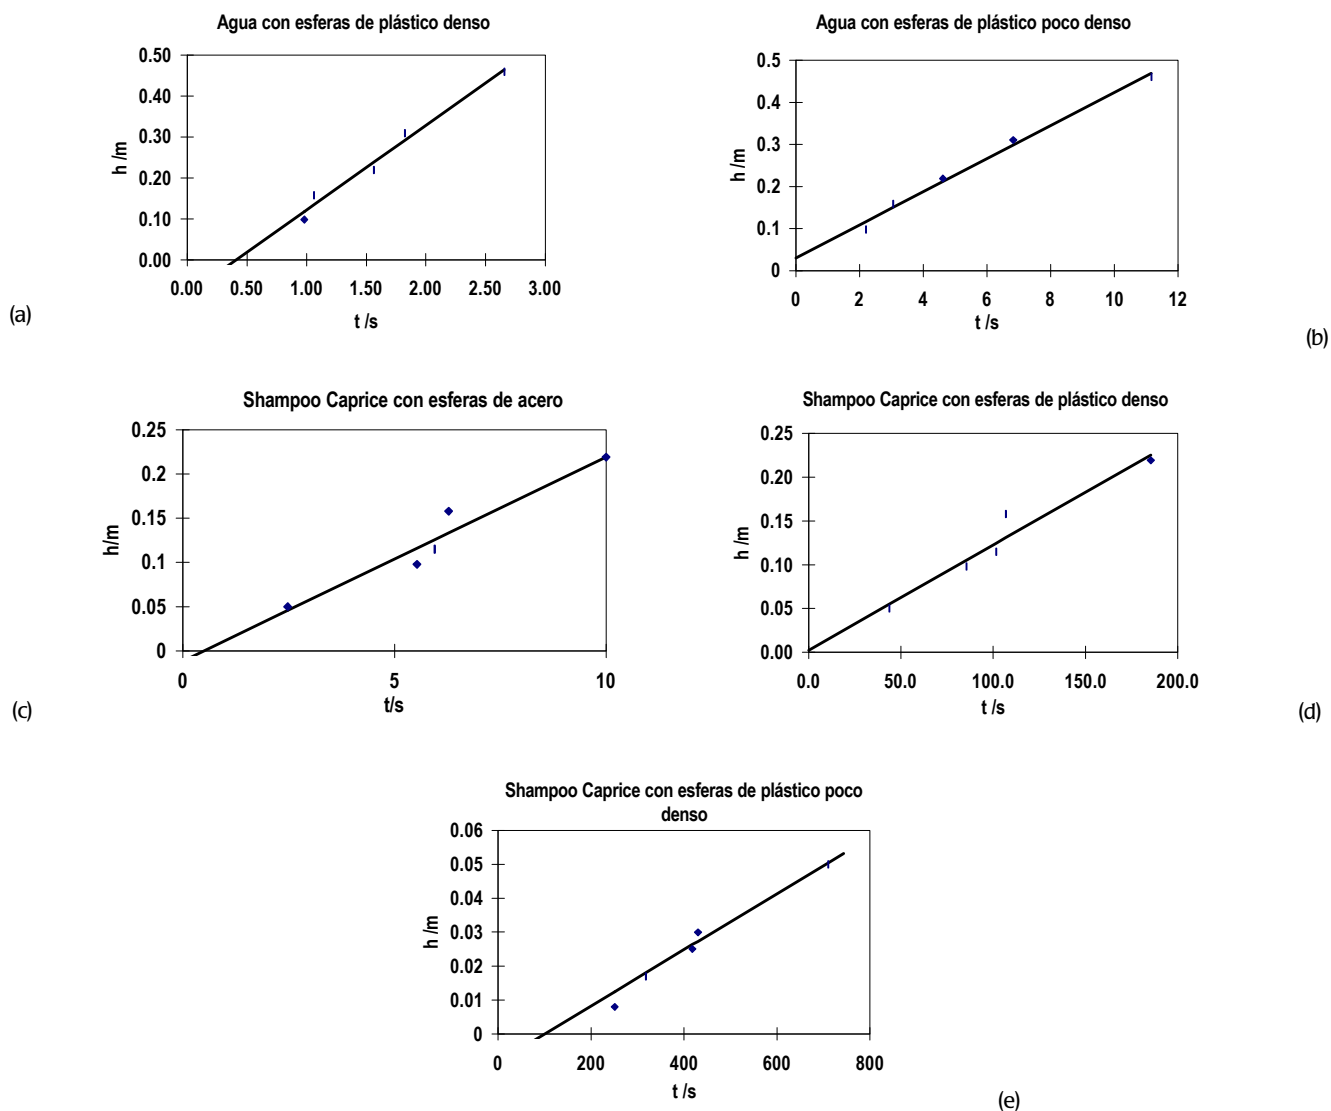 Agua con esferas de plástico denso
0.50
0.40
0.30
0.20
0.10
0.00
h /m
0.00 0.50 1.00 1.50 2.00 2.50 3.00
t /s
(a)
Agua con esferas de plástico poco denso
0.5
0.4
0.3
0.2
0.1
0
h /m
0 2 4 6 8 10 12
t /s
(b)
Shampoo Caprice con esferas de acero
0.25
0.2
0.15
0.1
0.05
0
h/m
0 5 10
t/s
(c)
Shampoo Caprice con esferas de plástico denso
0.25
0.20
0.15
0.10
0.05
0.00
h /m
0.0 50.0 100.0 150.0 200.0
t /s
(d)
Shampoo Caprice con esferas de plástico poco
denso
0.06
0.05
0.04
0.03
0.02
0.01
0
h /m
0 200 400 600 800
t /s
(e)